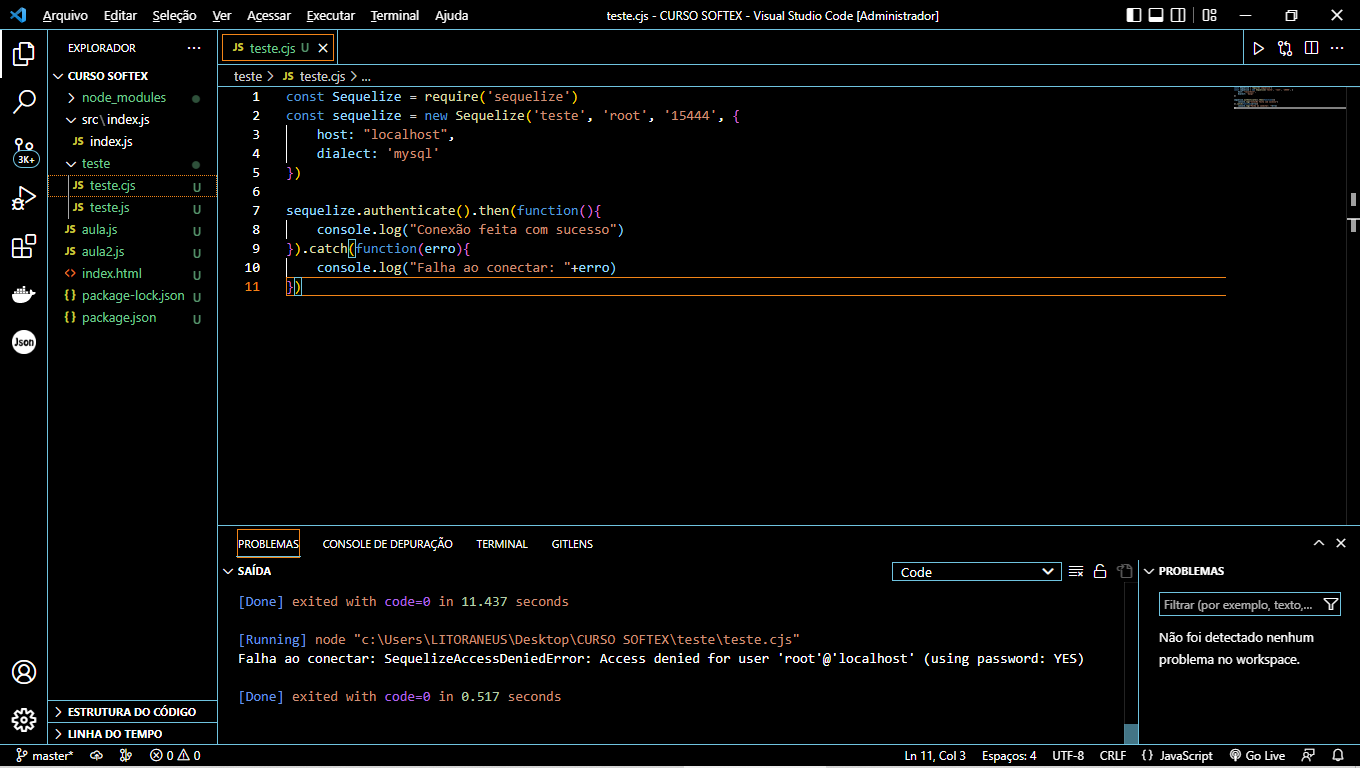 Arquivo Editar Seleção Ver Acessar Executar Terminal Ajuda
teste.cjs - CURSO SOFTEX - Visual Studio Code [Administrador]
EXPLORADOR ...
CURSO SOFTEX
node_modules
src\index.js
JS index.js
teste
JS teste.cjs U
JS teste.js U
JS aula.js U
JS aula2.js U
<> index.html U
{} package-lock.json U
{} package.json U
ESTRUTURA DO CÓDIGO
LINHA DO TEMPO
3K+
Json
JS teste.cjs U
teste > JS teste.cjs > ...
1 const Sequelize = require('sequelize')
2 const sequelize = new Sequelize('teste', 'root', '15444', {
3 host: "localhost",
4 dialect: 'mysql'
5 })
6
7 sequelize.authenticate().then(function(){
8 console.log("Conexão feita com sucesso")
9 }).catch(function(erro){
10 console.log("Falha ao conectar: "+erro)
11 })
PROBLEMAS CONSOLE DE DEPURAÇÃO TERMINAL GITLENS
SAÍDA
Code
[Done] exited with code=0 in 11.437 seconds
[Running] node "c:\Users\LITORANEUS\Desktop\CURSO SOFTEX\teste\teste.cjs"
Falha ao conectar: SequelizeAccessDeniedError: Access denied for user 'root'@'localhost' (using password: YES)
[Done] exited with code=0 in 0.517 seconds
PROBLEMAS
Filtrar (por exemplo, texto,...
Não foi detectado nenhum
problema no workspace.
master* 0 0
Ln 11, Col 3 Espaços: 4 UTF-8 CRLF {} JavaScript Go Live